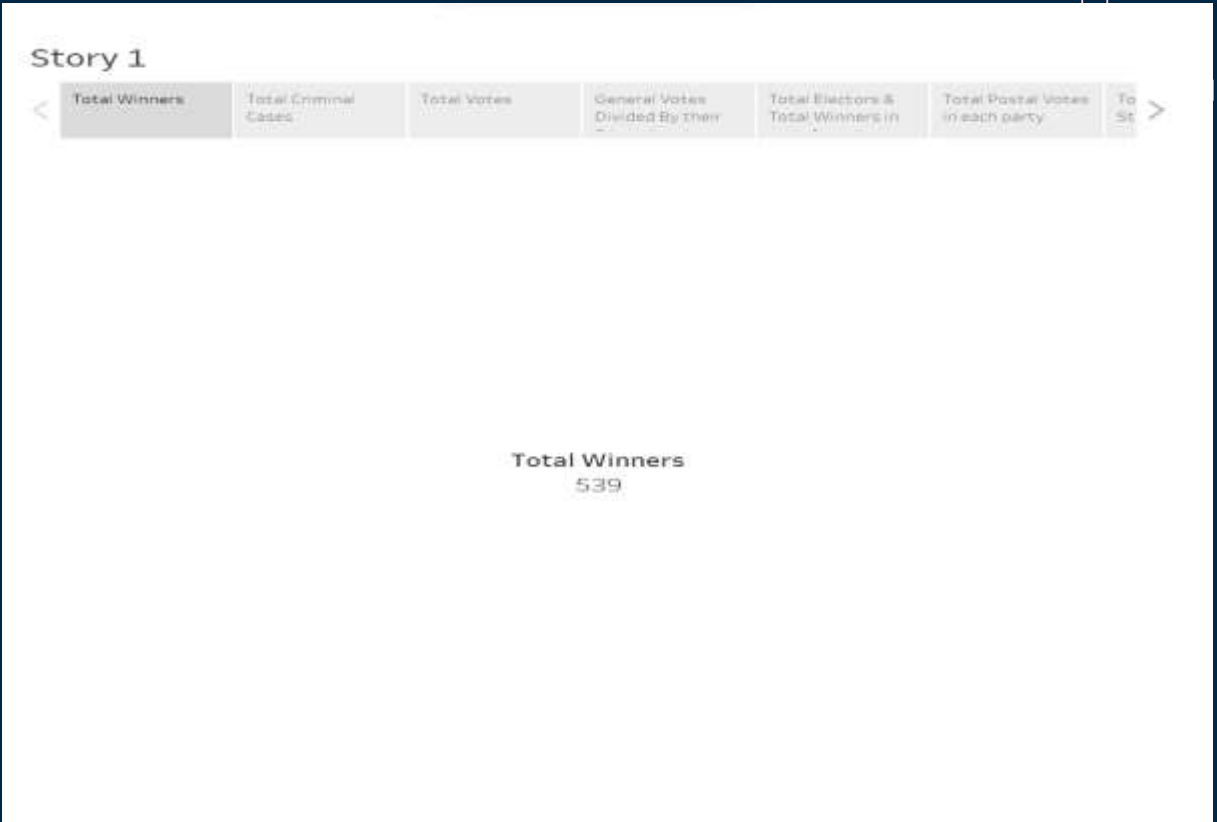 Story 1
<
Total Winners
Total Criminal
Cases
Total Votes
General Votes
Divided By their
Total Electors &
Total Winners in
Total Postal Votes
in each party
To
St
>
Total Winners
539